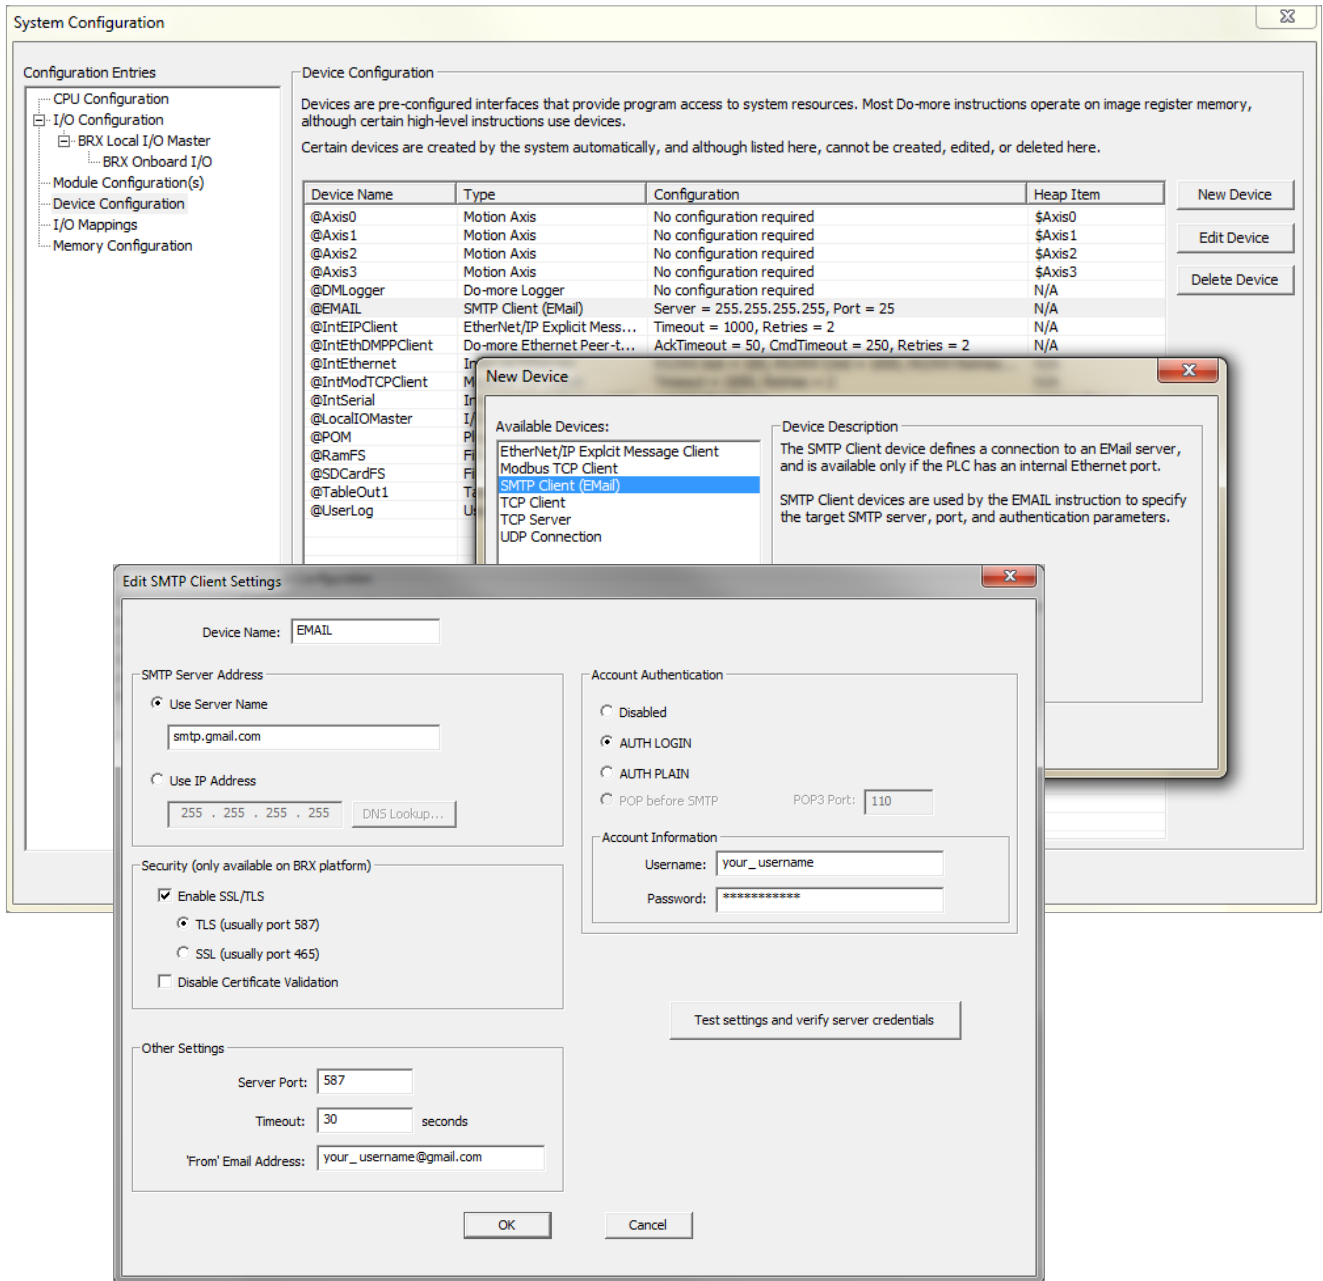 System Configuration
Configuration Entries
CPU Configuration
I/O Configuration
BRX Local I/O Master
BRX Onboard I/O
Module Configuration(s)
Device Configuration
I/O Mappings
Memory Configuration
Device Configuration
Devices are pre-configured interfaces that provide program access to system resources. Most Do-more instructions operate on image register memory,
although certain high-level instructions use devices.
Certain devices are created by the system automatically, and although listed here, cannot be created, edited, or deleted here.
Device Name Type Configuration Heap Item
@Axis0 Motion Axis No configuration required $Axis0
@Axis1 Motion Axis No configuration required $Axis1
@Axis2 Motion Axis No configuration required $Axis2
@Axis3 Motion Axis No configuration required $Axis3
@DMLogger Do-more Logger No configuration required N/A
@EMAIL SMTP Client (EMail) Server = 255.255.255.255, Port = 25 N/A
@IntEIPClient EtherNet/IP Explicit Mess... Timeout = 1000, Retries = 2 N/A
@IntEthDMPPClient Do-more Ethernet Peer-t... AckTimeout = 50, CmdTimeout = 250, Retries = 2 N/A
@IntEthernet In
@IntModTCPClient M
@IntSerial In
@LocalIOMaster I/
@POM Pl
@RamFS Fi
@SDCardFS Fi
@TableOut1 Ta
@UserLog Us
New Device
Edit Device
Delete Device
New Device
Available Devices:
EtherNet/IP Explcit Message Client
Modbus TCP Client
SMTP Client (EMail)
TCP Client
TCP Server
UDP Connection
Device Description
The SMTP Client device defines a connection to an EMail server,
and is available only if the PLC has an internal Ethernet port.
SMTP Client devices are used by the EMAIL instruction to specify
the target SMTP server, port, and authentication parameters.
Edit SMTP Client Settings
Device Name: EMAIL
SMTP Server Address
Use Server Name
smtp.gmail.com
Use IP Address
255 . 255 . 255 . 255 DNS Lookup...
Security (only available on BRX platform)
Enable SSL/TLS
TLS (usually port 587)
SSL (usually port 465)
Disable Certificate Validation
Other Settings
Server Port: 587
Timeout: 30 seconds
'From' Email Address: your_username@gmail.com
Account Authentication
Disabled
AUTH LOGIN
AUTH PLAIN
POP before SMTP POP3 Port: 110
Account Information
Username: your_username
Password: ***********
Test settings and verify server credentials
OK Cancel